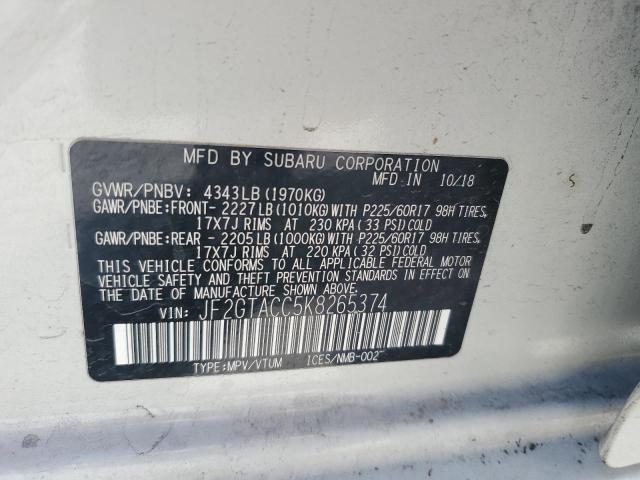 MFD BY SUBARU CORPORATION
MFD IN 10/18
GVWR/PNBV: 4343LB (1970KG)
GAWR/PNBE:FRONT- 2227LB (1010KG) WITH P225/60R17 98H TIRES,
17X7J RIMS AT 230 KPA (33 PSI) COLD
GAWR/PNBE:REAR - 2205LB (1000KG) WITH P225/60R17 98H TIRES,
17X7J RIMS AT 220 KPA (32 PSI) COLD
THIS VEHICLE CONFORMS TO ALL APPLICABLE FEDERAL MOTOR
VEHICLE SAFETY AND THEFT PREVENTION STANDARDS IN EFFECT
ON THE DATE OF MANUFACTURE SHOWN ABOVE.
VIN: JF2GTACC5K8265374
TYPE:MPV/VTUM ICES/NMB-002